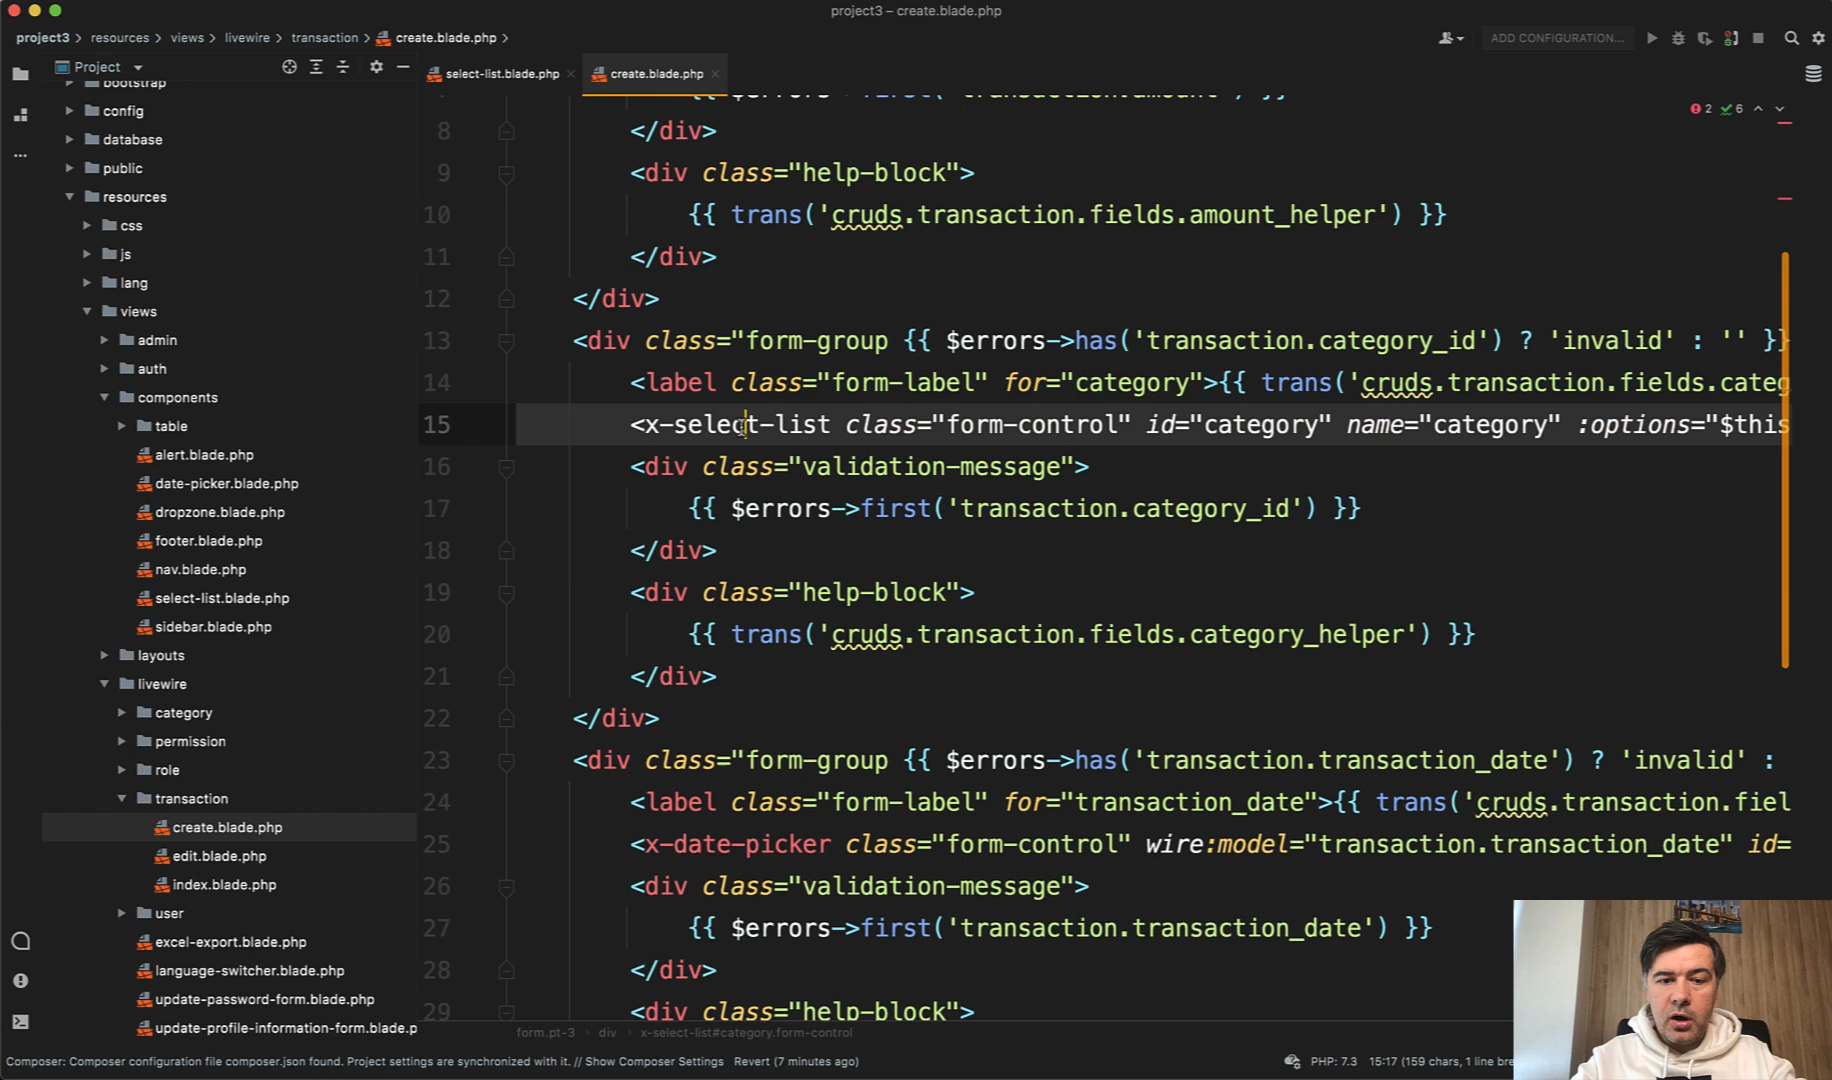 project3 – create.blade.php
project3 resources views livewire transaction create.blade.php
ADD CONFIGURATION...
Project
select-list.blade.php
create.blade.php
2 6
bootstrap
config
database
public
resources
css
js
lang
views
admin
auth
components
table
alert.blade.php
date-picker.blade.php
dropzone.blade.php
footer.blade.php
nav.blade.php
select-list.blade.php
sidebar.blade.php
layouts
livewire
category
permission
role
transaction
create.blade.php
edit.blade.php
index.blade.php
user
excel-export.blade.php
language-switcher.blade.php
update-password-form.blade.php
update-profile-information-form.blade.p
{{ $errors->first('transaction.amount') }}
8 </div>
9 <div class="help-block">
10 {{ trans('cruds.transaction.fields.amount_helper') }}
11 </div>
12 </div>
13 <div class="form-group {{ $errors->has('transaction.category_id') ? 'invalid' : '' }}
14 <label class="form-label" for="category">{{ trans('cruds.transaction.fields.categ
15 <x-select-list class="form-control" id="category" name="category" :options="$this
16 <div class="validation-message">
17 {{ $errors->first('transaction.category_id') }}
18 </div>
19 <div class="help-block">
20 {{ trans('cruds.transaction.fields.category_helper') }}
21 </div>
22 </div>
23 <div class="form-group {{ $errors->has('transaction.transaction_date') ? 'invalid' :
24 <label class="form-label" for="transaction_date">{{ trans('cruds.transaction.fiel
25 <x-date-picker class="form-control" wire:model="transaction.transaction_date" id=
26 <div class="validation-message">
27 {{ $errors->first('transaction.transaction_date') }}
28 </div>
29 <div class="help-block">
form.pt-3 div x-select-list#category.form-control
Composer: Composer configuration file composer.json found. Project settings are synchronized with it. // Show Composer Settings Revert (7 minutes ago)
PHP: 7.3 15:17 (159 chars, 1 line bre